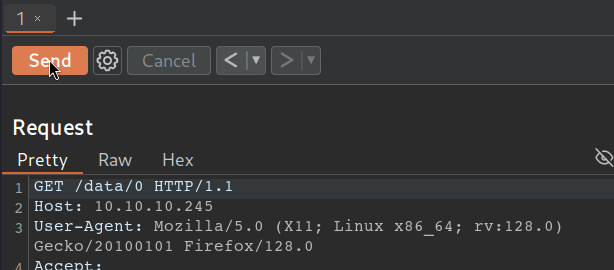 1 × +
Send Cancel < ▾ > ▾
Request
Pretty Raw Hex
1 GET /data/0 HTTP/1.1
2 Host: 10.10.10.245
3 User-Agent: Mozilla/5.0 (X11; Linux x86_64; rv:128.0)
Gecko/20100101 Firefox/128.0
4 Accept: